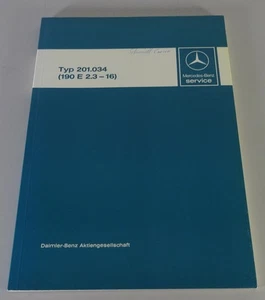 Typ 201.034
(190 E 2.3 – 16)
Mercedes-Benz
service
Daimler-Benz Aktiengesellschaft